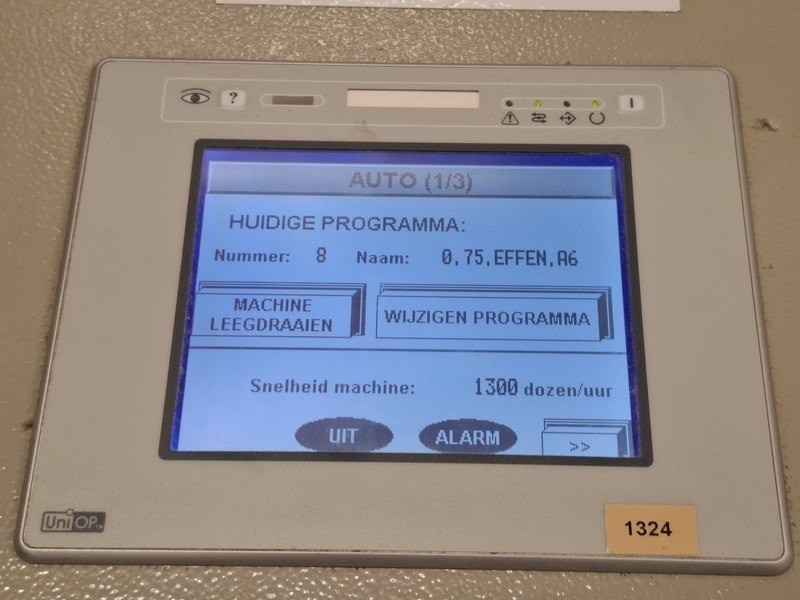 ?
I
AUTO (1/3)
HUIDIGE PROGRAMMA:
Nummer: 8 Naam: 0,75,EFFEN,A6
MACHINE
LEEGDRAAIEN
WIJZIGEN PROGRAMMA
Snelheid machine: 1300 dozen/uur
UIT
ALARM
>>
UniOP
1324